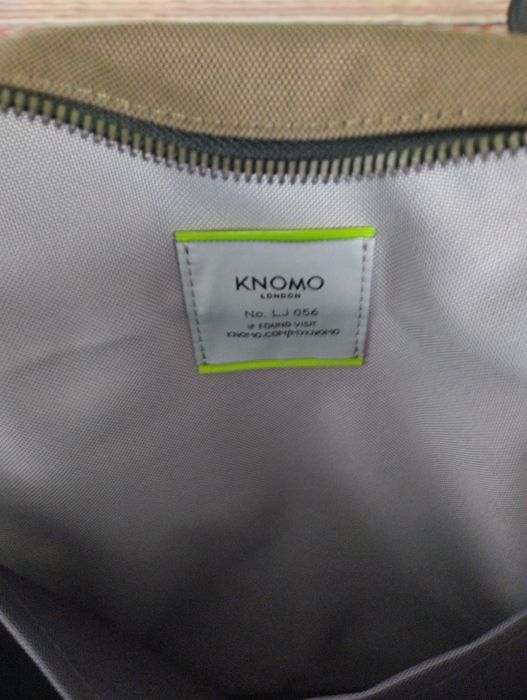 KNOMO
LONDON
No. LJ 056
IF FOUND VISIT
KNOMO.COM/MYKNOMO